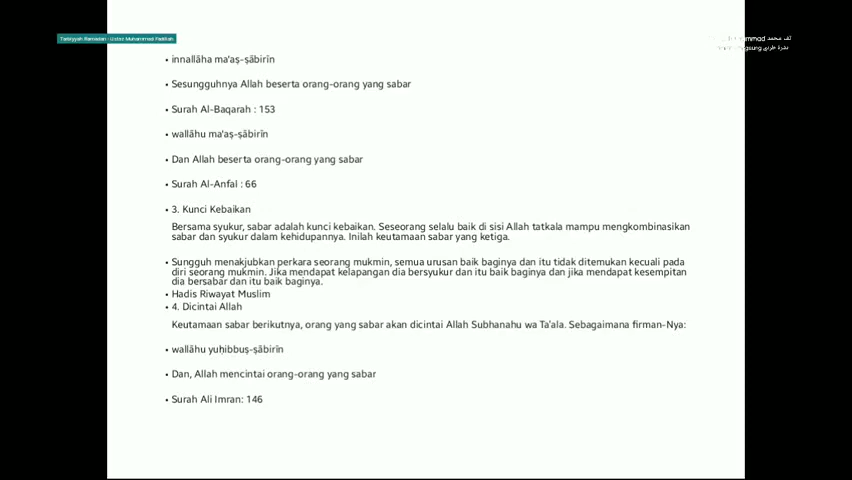 Tarbiyyah Ramadan : Ustaz Muhammad Fadillah
• innallāha ma'aṣ-ṣābirīn
• Sesungguhnya Allah beserta orang-orang yang sabar
• Surah Al-Baqarah : 153
• wallāhu ma'aṣ-ṣābirīn
• Dan Allah beserta orang-orang yang sabar
• Surah Al-Anfal : 66
• 3. Kunci Kebaikan
Bersama syukur, sabar adalah kunci kebaikan. Seseorang selalu baik di sisi Allah tatkala mampu mengkombinasikan
sabar dan syukur dalam kehidupannya. Inilah keutamaan sabar yang ketiga.
• Sungguh menakjubkan perkara seorang mukmin, semua urusan baik baginya dan itu tidak ditemukan kecuali pada
diri seorang mukmin. Jika mendapat kelapangan dia bersyukur dan itu baik baginya dan jika mendapat kesempitan
dia bersabar dan itu baik baginya.
• Hadis Riwayat Muslim
• 4. Dicintai Allah
Keutamaan sabar berikutnya, orang yang sabar akan dicintai Allah Subhanahu wa Ta'ala. Sebagaimana firman-Nya:
• wallāhu yuḥibbuṣ-ṣābirīn
• Dan, Allah mencintai orang-orang yang sabar
• Surah Ali Imran: 146